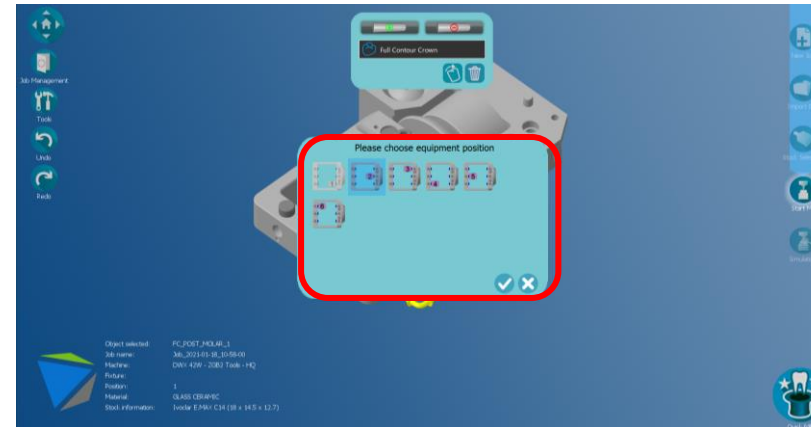 Full Contour Crown
Job Management
Tools
Undo
Redo
Please choose equipment position
Object selected: FC_POST_MOLAR_1
Job name: Job_2021-01-18_10-58-00
Machine: DWX 42W - ZGB2 Tools - HQ
Fixture:
Position: 1
Material: GLASS CERAMIC
Stock information: Ivoclar E.MAX C14 (18 x 14.5 x 12.7)